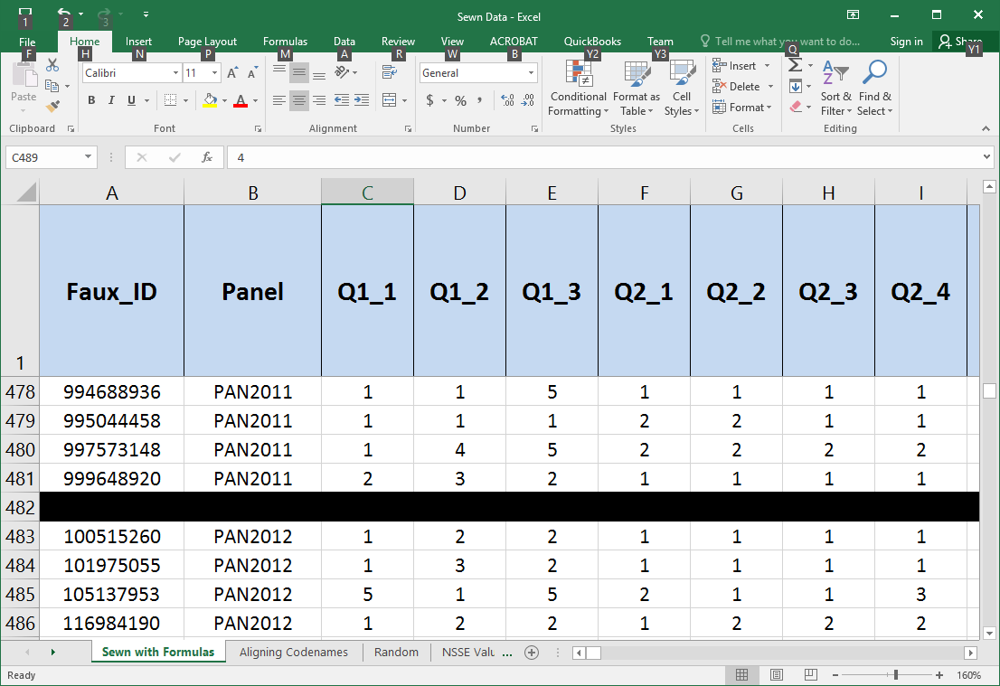 Sewn Data - Excel
1 2 3
File Home Insert Page Layout Formulas Data Review View ACROBAT QuickBooks Team Tell me what you want to do... Sign in Share
F H N P M A R W B Y2 Y3 Q Y1
Paste
Clipboard
Calibri 11 A A
B I U A
Font
Alignment
General
$ % , .0 .00 .00 .0
Number
Conditional Formatting Format as Table Cell Styles
Styles
Insert
Delete
Format
Cells
Σ A Z Sort & Filter Find & Select
Editing
C489 fx 4
A B C D E F G H I
1 Faux_ID Panel Q1_1 Q1_2 Q1_3 Q2_1 Q2_2 Q2_3 Q2_4
478 994688936 PAN2011 1 1 5 1 1 1 1
479 995044458 PAN2011 1 1 1 2 2 1 1
480 997573148 PAN2011 1 4 5 2 2 2 2
481 999648920 PAN2011 2 3 2 1 1 1 1
482
483 100515260 PAN2012 1 2 2 1 1 1 1
484 101975055 PAN2012 1 3 2 1 1 1 1
485 105137953 PAN2012 5 1 5 2 1 1 3
486 116984190 PAN2012 1 2 2 1 2 2 2
Sewn with Formulas Aligning Codenames Random NSSE Valu ...
Ready 160%